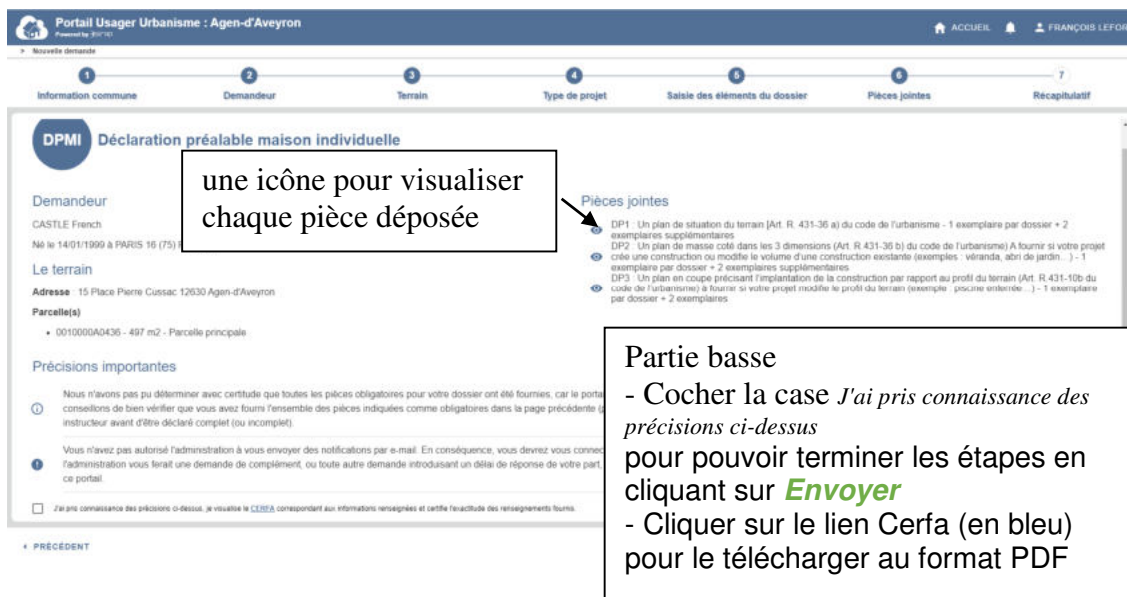 Portail Usager Urbanisme : Agen-d'Aveyron
Powered by
ACCUEIL
FRANÇOIS LEFOR
> Nouvelle demande
1
2
3
4
5
6
7
Information commune
Demandeur
Terrain
Type de projet
Saisie des éléments du dossier
Pièces jointes
Récapitulatif
DPMI
Déclaration préalable maison individuelle
une icône pour visualiser
chaque pièce déposée
Demandeur
CASTLE French
Né le 14/01/1999 à PARIS 16 (75)
Le terrain
Adresse : 15 Place Pierre Cussac 12630 Agen-d'Aveyron
Parcelle(s)
• 0010000A0436 - 497 m2 - Parcelle principale
Pièces jointes
DP1 : Un plan de situation du terrain [Art. R. 431-36 a) du code de l'urbanisme - 1 exemplaire par dossier + 2
exemplaires supplémentaires
DP2 : Un plan de masse coté dans les 3 dimensions (Art. R.431-36 b) du code de l'urbanisme) A fournir si votre projet
crée une construction ou modifie le volume d'une construction existante (exemples : véranda, abri de jardin…) - 1
exemplaire par dossier + 2 exemplaires supplémentaires
DP3 : Un plan en coupe précisant l'implantation de la construction par rapport au profil du terrain (Art. R.431-10b du
code de l'urbanisme) à fournir si votre projet modifie le profil du terrain (exemple : piscine enterrée…) - 1 exemplaire
par dossier + 2 exemplaires
Précisions importantes
Nous n'avons pas pu déterminer avec certitude que toutes les pièces obligatoires pour votre dossier ont été fournies, car le porta
conseillons de bien vérifier que vous avez fourni l'ensemble des pièces indiquées comme obligatoires dans la page précédente (
instructeur avant d'être déclaré complet (ou incomplet).
Vous n'avez pas autorisé l'administration à vous envoyer des notifications par e-mail. En conséquence, vous devrez vous connec
l'administration vous ferait une demande de complément, ou toute autre demande introduisant un délai de réponse de votre part,
ce portail.
J'ai pris connaissance des précisions ci-dessus, je visualise le CERFA correspondant aux informations renseignées et certifie l'exactitude des renseignements fournis.
PRÉCÉDENT
Partie basse
- Cocher la case J'ai pris connaissance des
précisions ci-dessus
pour pouvoir terminer les étapes en
cliquant sur Envoyer
- Cliquer sur le lien Cerfa (en bleu)
pour le télécharger au format PDF